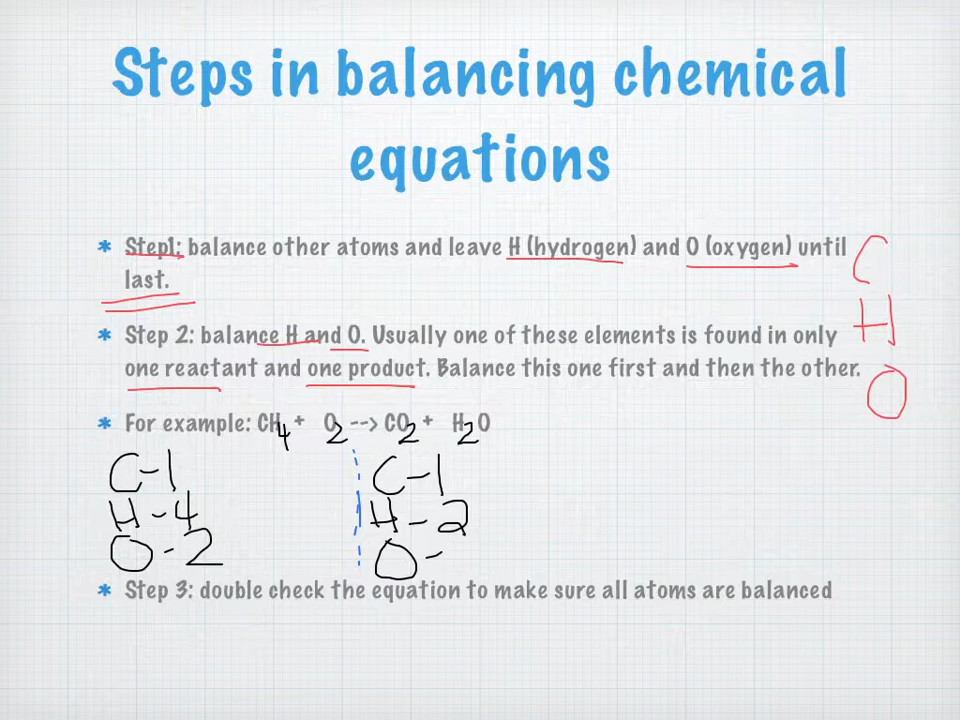 Steps in balancing chemical
equations
* Step1: balance other atoms and leave H (hydrogen) and O (oxygen) until
last.
* Step 2: balance H and O. Usually one of these elements is found in only
one reactant and one product. Balance this one first and then the other.
* For example: CH4 + O2 --> CO2 + H2O
C-1
H-4
O-2
C-1
H-2
O-
* Step 3: double check the equation to make sure all atoms are balanced
C
H
O